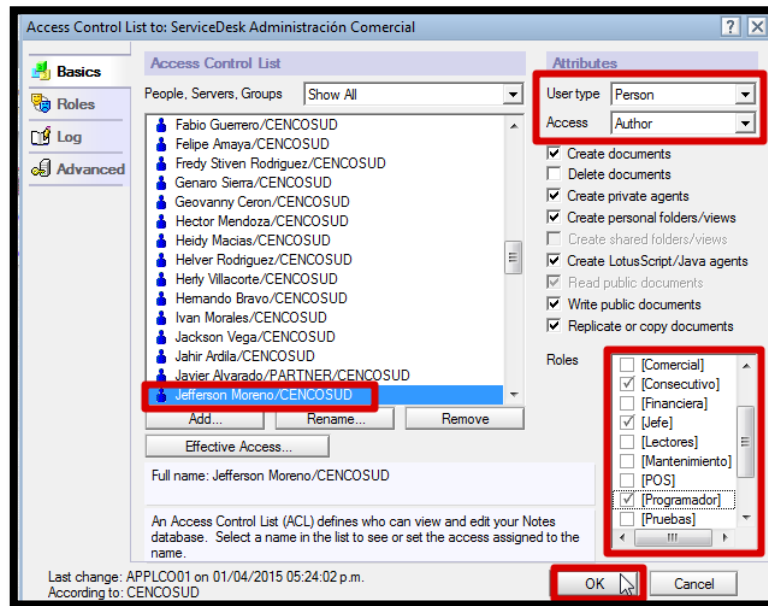 Access Control List to: ServiceDesk Administración Comercial
Basics
Roles
Log
Advanced
Access Control List
People, Servers, Groups Show All
Fabio Guerrero/CENCOSUD
Felipe Amaya/CENCOSUD
Fredy Stiven Rodriguez/CENCOSUD
Genaro Sierra/CENCOSUD
Geovanny Ceron/CENCOSUD
Hector Mendoza/CENCOSUD
Heidy Macias/CENCOSUD
Helver Rodriguez/CENCOSUD
Herly Villacorte/CENCOSUD
Hernando Bravo/CENCOSUD
Ivan Morales/CENCOSUD
Jackson Vega/CENCOSUD
Jahir Ardila/CENCOSUD
Javier Alvarado/PARTNER/CENCOSUD
Jefferson Moreno/CENCOSUD
Add... Rename... Remove
Effective Access...
Full name: Jefferson Moreno/CENCOSUD
An Access Control List (ACL) defines who can view and edit your Notes
database. Select a name in the list to see or set the access assigned to the
name.
Attributes
User type Person
Access Author
Create documents
Delete documents
Create private agents
Create personal folders/views
Create shared folders/views
Create LotusScript/Java agents
Read public documents
Write public documents
Replicate or copy documents
Roles
[Comercial]
[Consecutivo]
[Financiera]
[Jefe]
[Lectores]
[Mantenimiento]
[POS]
[Programador]
[Pruebas]
Last change: APPLCO01 on 01/04/2015 05:24:02 p.m.
According to: CENCOSUD
OK Cancel